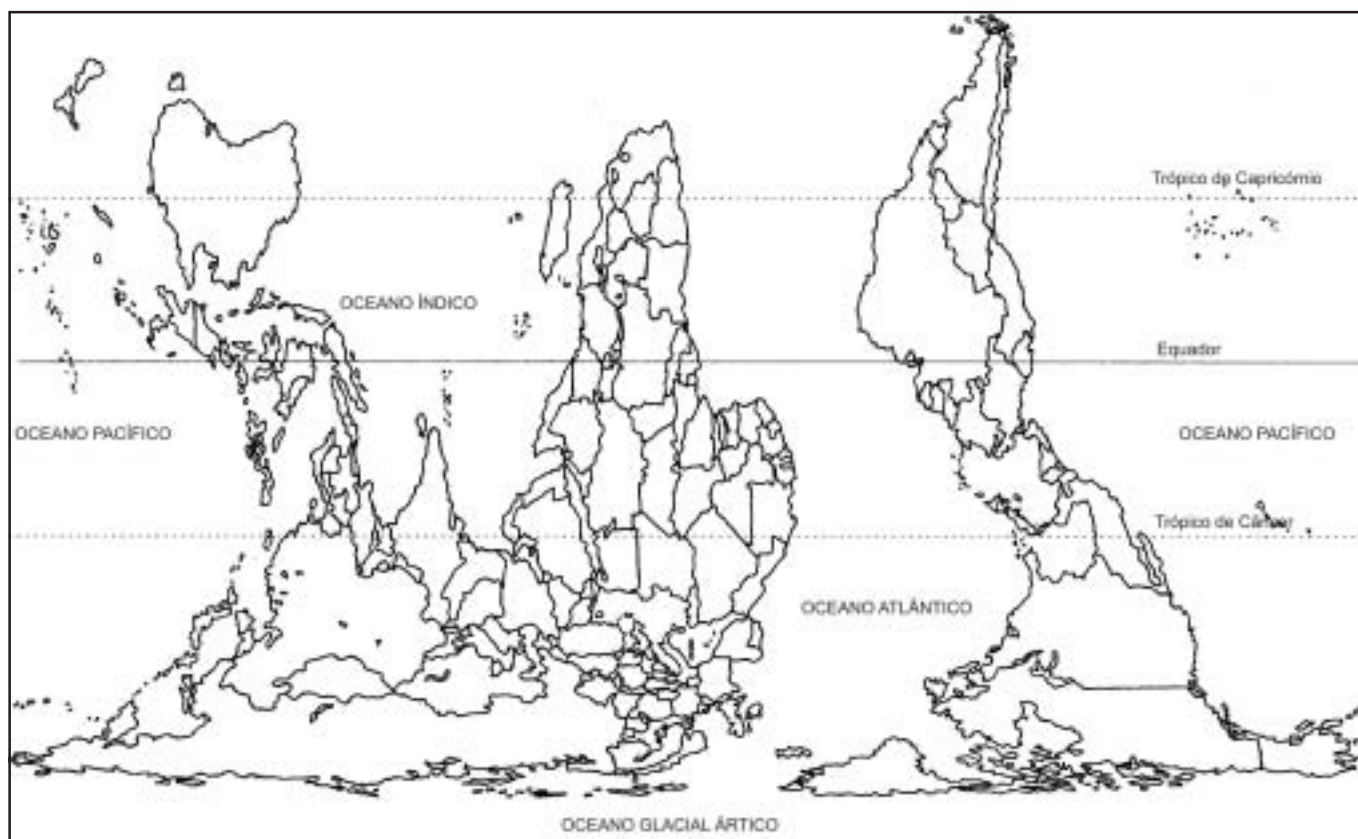 Trópico de Capricórnio
OCEANO ÍNDICO
Equador
OCEANO PACÍFICO
OCEANO PACÍFICO
Trópico de Câncer
OCEANO ATLÂNTICO
OCEANO GLACIAL ÁRTICO